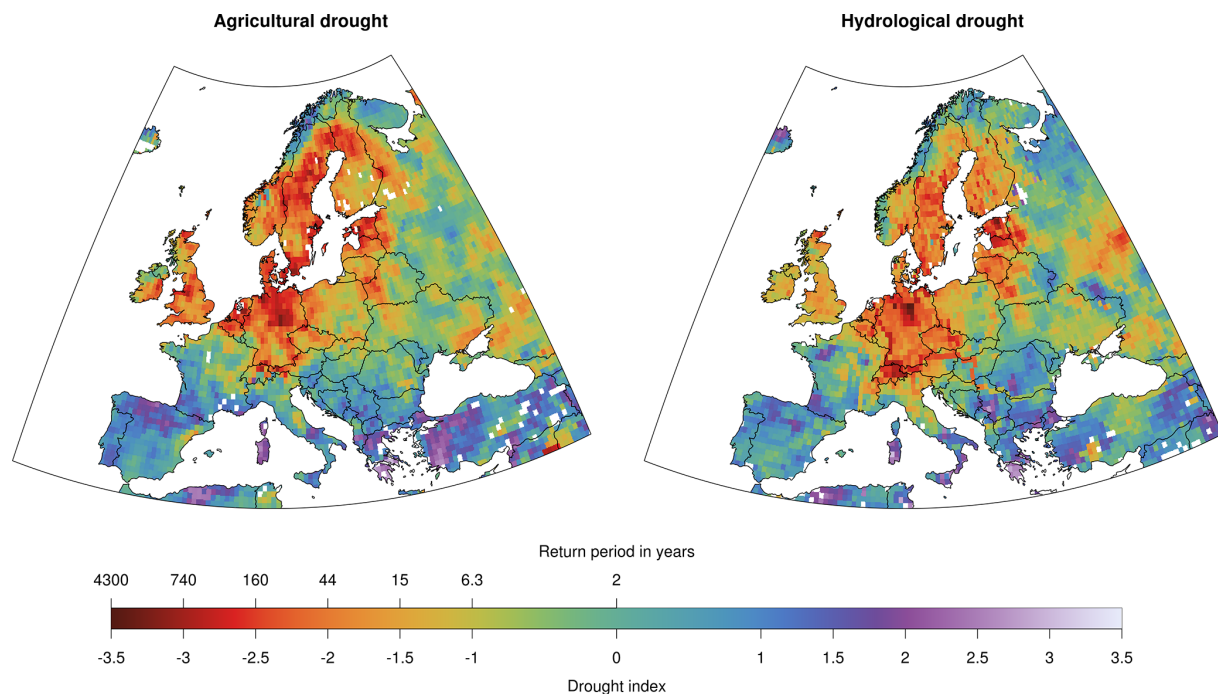 Agricultural drought
Hydrological drought
Return period in years
4300 740 160 44 15 6.3 2
-3.5 -3 -2.5 -2 -1.5 -1 0 1 1.5 2 2.5 3 3.5
Drought index